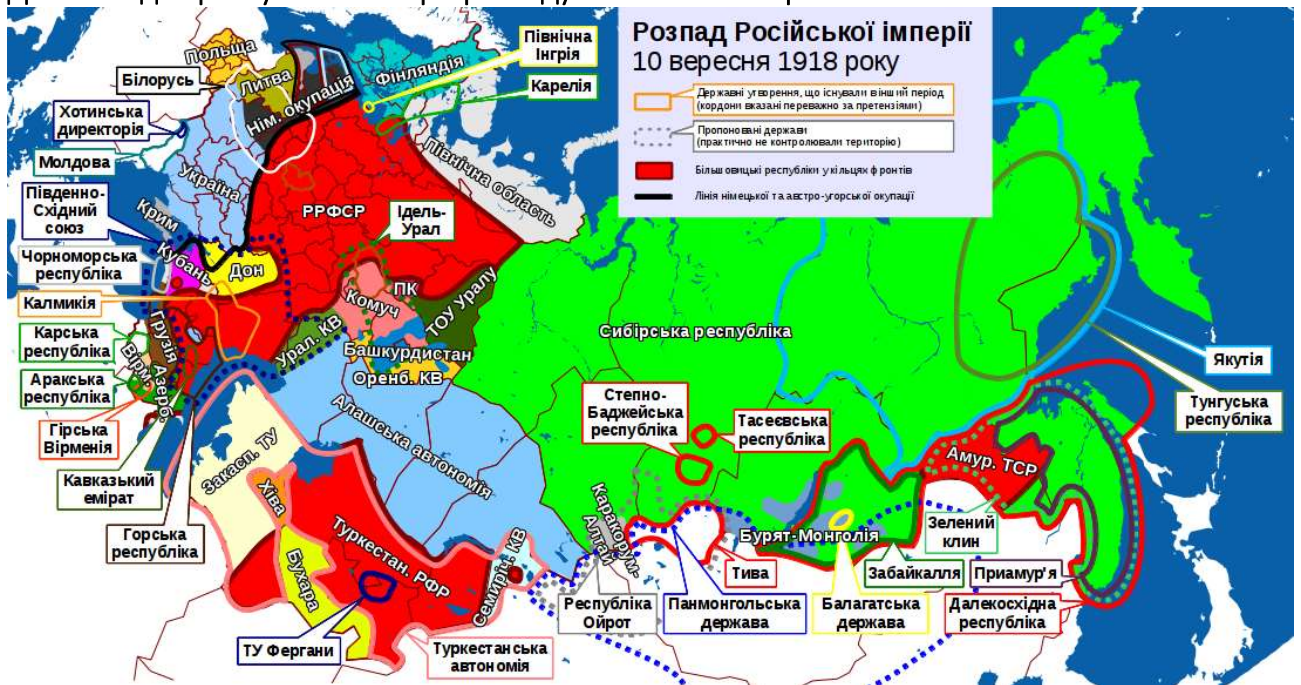 Розпад Російської імперії
10 вересня 1918 року
Державні утворення, що існували в інший період
(кордони вказані переважно за претензіями)
Пропоновані держави
(практично не контролювали територію)
Більшовицькі республіки у кільцях фронтів
Лінія німецької та австро-угорської окупації
Польща
Литва
Білорусь
Нім. окупація
Фінляндія
Північна
Інгрія
Карелія
Північна область
Хотинська
директорія
Молдова
Україна
Південно-
Східний
союз
Крим
РРФСР
Ідель-
Урал
Чорноморська
республіка
Кубань
Дон
Калмикія
Комуч
ПК
ТОУ Уралу
Урал. КВ
Башкурдистан
Оренб. КВ
Карська
республіка
Грузія
Вірм.
Азерб.
Аракська
республіка
Гірська
Вірменія
Кавказький
емірат
Горська
республіка
Закасп. ТУ
Хіва
Бухара
Алашська автономія
Туркестан. РФР
Семиріч. КВ
ТУ Фергани
Туркестанська
автономія
Сибірська республіка
Степно-
Баджейська
республіка
Тасеєвська
республіка
Каракорум-
Алтай
Республіка
Ойрот
Тива
Панмонгольська
держава
Бурят-Монголія
Балагатська
держава
Забайкалля
Амур. ТСР
Зелений
клин
Приамур'я
Далекосхідна
республіка
Якутія
Тунгуська
республіка